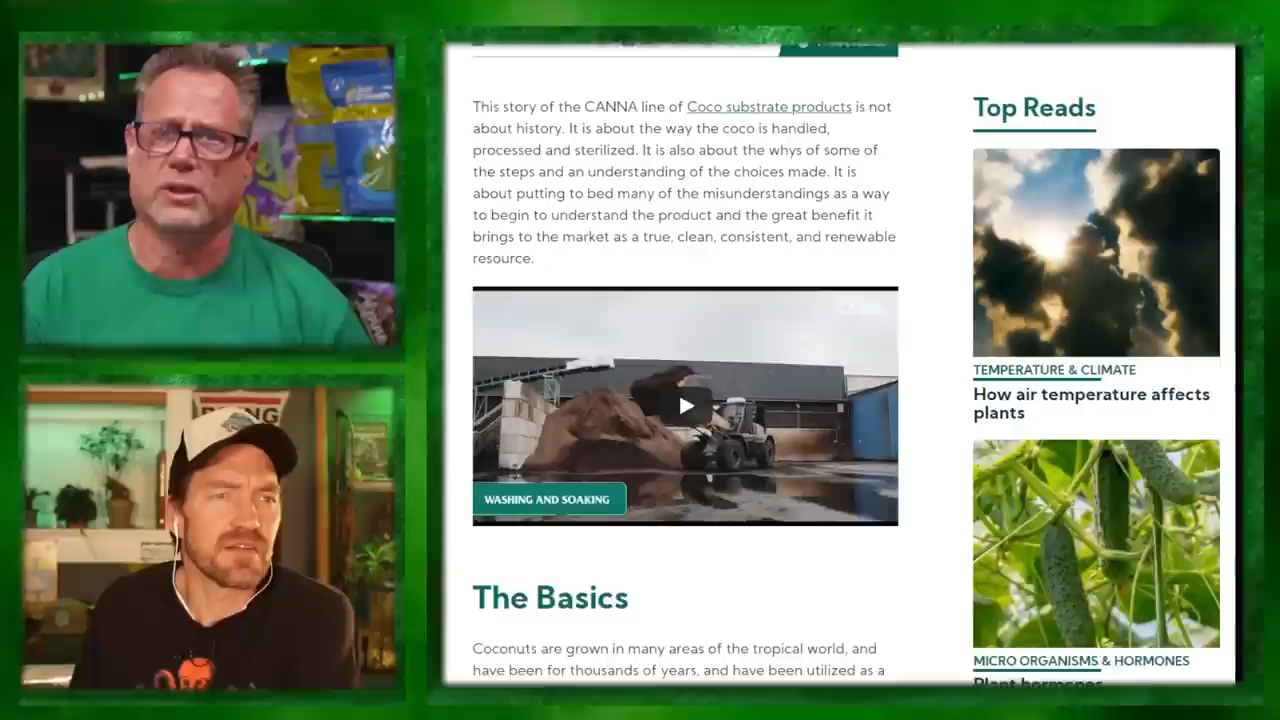 This story of the CANNA line of Coco substrate products is not
about history. It is about the way the coco is handled,
processed and sterilized. It is also about the whys of some of
the steps and an understanding of the choices made. It is
about putting to bed many of the misunderstandings as a way
to begin to understand the product and the great benefit it
brings to the market as a true, clean, consistent, and renewable
resource.
WASHING AND SOAKING
The Basics
Coconuts are grown in many areas of the tropical world, and
have been for thousands of years, and have been utilized as a
Top Reads
TEMPERATURE & CLIMATE
How air temperature affects
plants
MICRO ORGANISMS & HORMONES
Plant hormones